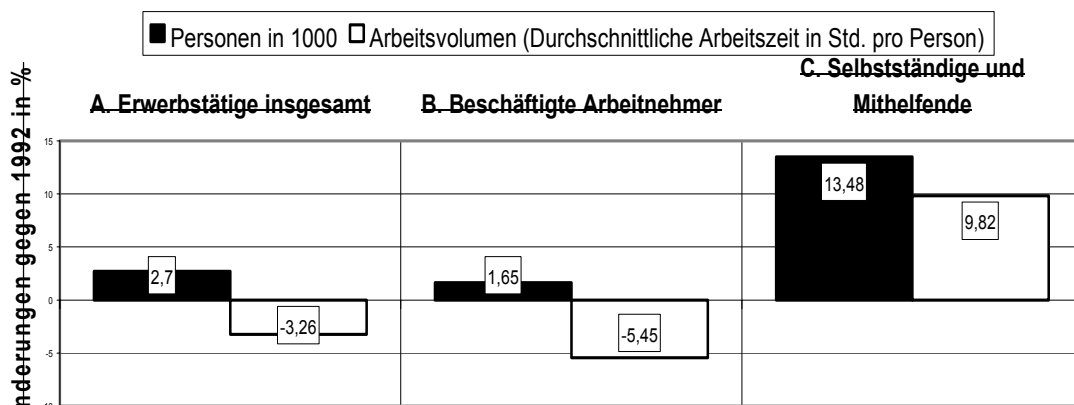 Personen in 1000 Arbeitsvolumen (Durchschnittliche Arbeitszeit in Std. pro Person)
A. Erwerbstätige insgesamt
B. Beschäftigte Arbeitnehmer
C. Selbstständige und
Mithelfende
nderungen gegen 1992 in %
15
10
5
0
-5
2,7
-3,26
1,65
-5,45
13,48
9,82